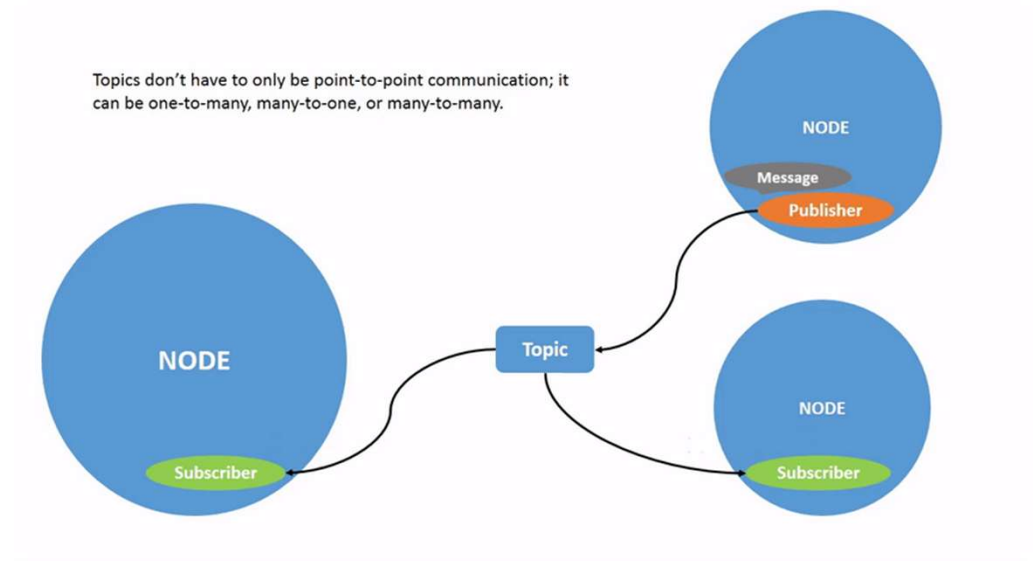 Topics don’t have to only be point-to-point communication; it
can be one-to-many, many-to-one, or many-to-many.
NODE
Message
Publisher
Topic
NODE
Subscriber
NODE
Subscriber